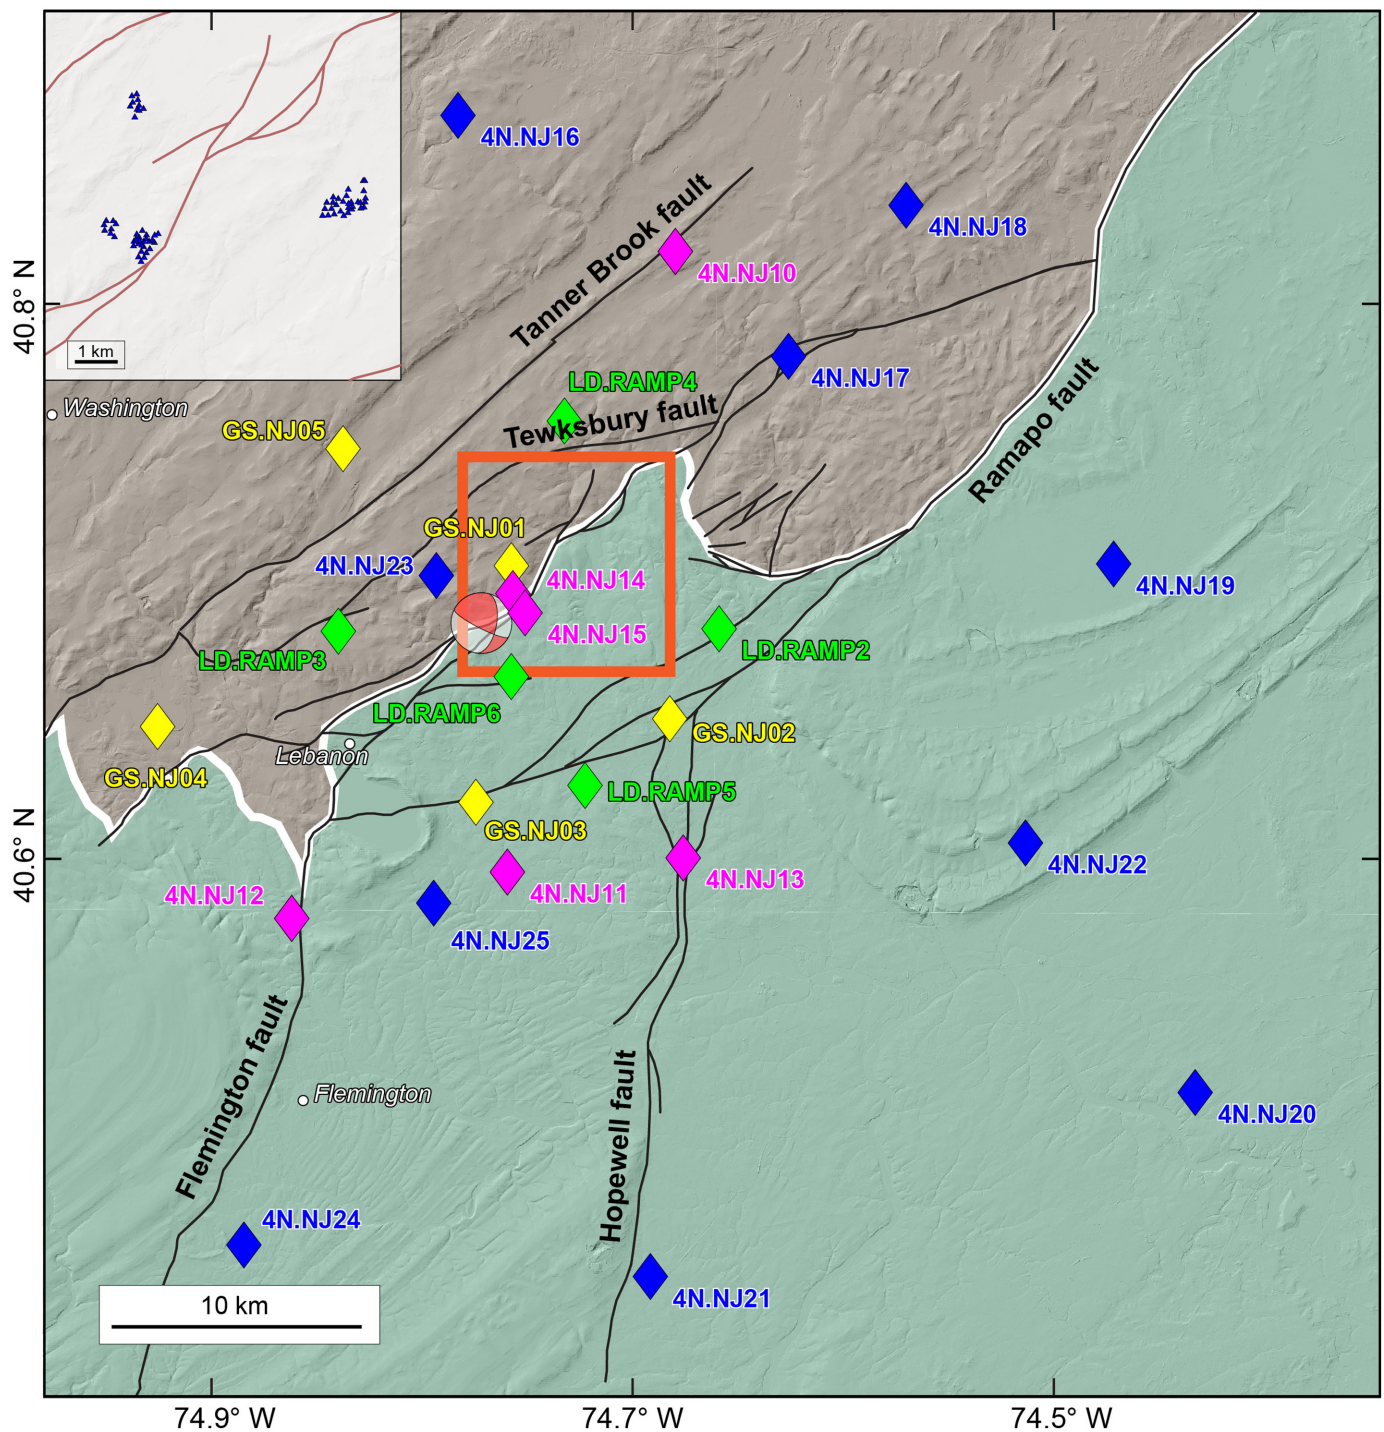 4N.NJ16
Tanner Brook fault
4N.NJ18
4N.NJ10
40.8° N
1 km
4N.NJ17
LD.RAMP4
Washington
Tewksbury fault
GS.NJ05
Ramapo fault
GS.NJ01
4N.NJ23
4N.NJ14
4N.NJ19
4N.NJ15
LD.RAMP3
LD.RAMP2
LD.RAMP6
GS.NJ02
Lebanon
GS.NJ04
LD.RAMP5
GS.NJ03
40.6° N
4N.NJ22
4N.NJ12
4N.NJ11
4N.NJ13
4N.NJ25
Flemington fault
Flemington
Hopewell fault
4N.NJ20
4N.NJ24
4N.NJ21
10 km
74.9° W
74.7° W
74.5° W